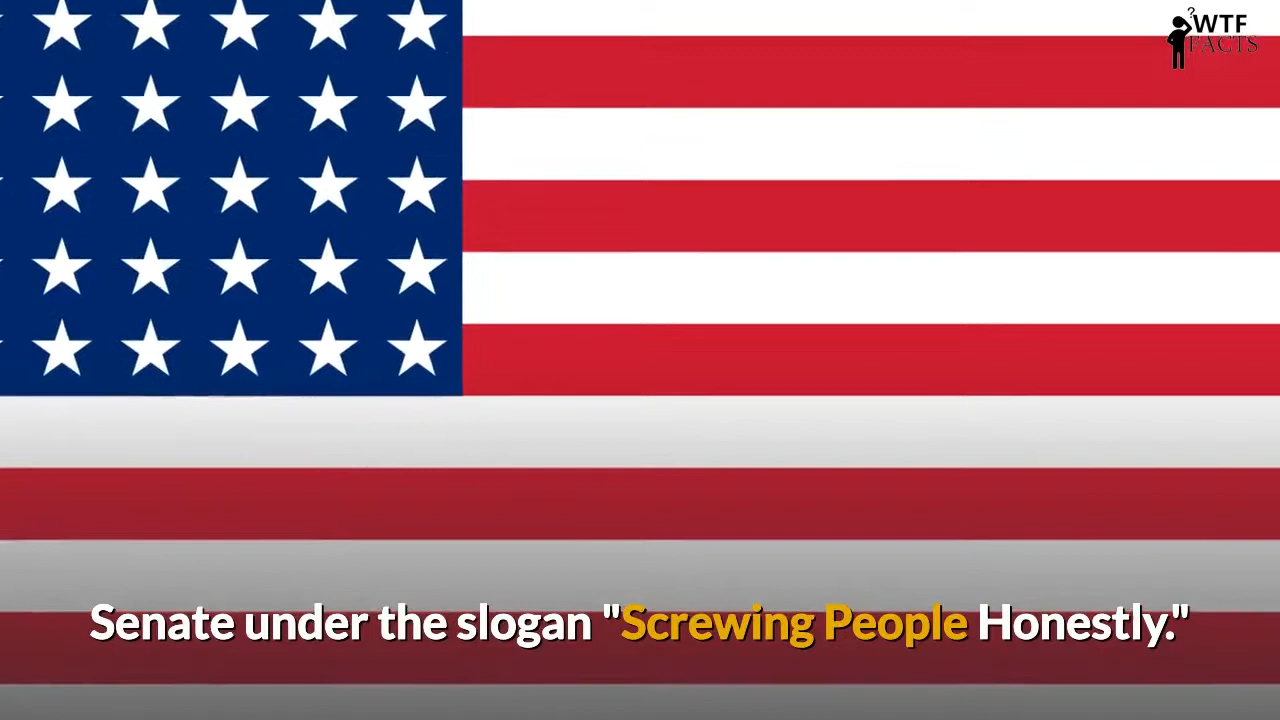 ?
WTF
FACTS
Senate under the slogan "Screwing People Honestly."